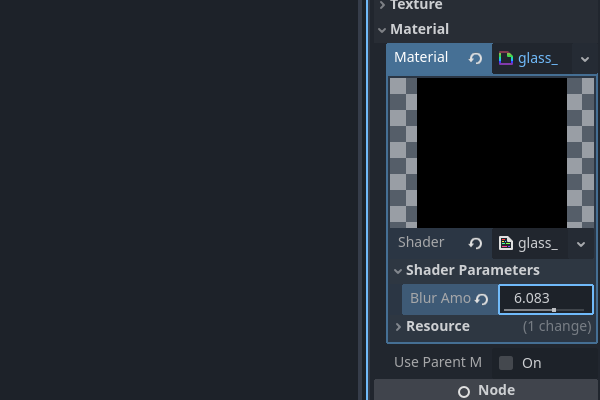 Texture
Material
Material glass_
Shader glass_
Shader Parameters
Blur Amo 6.083
Resource (1 change)
Use Parent M On
Node